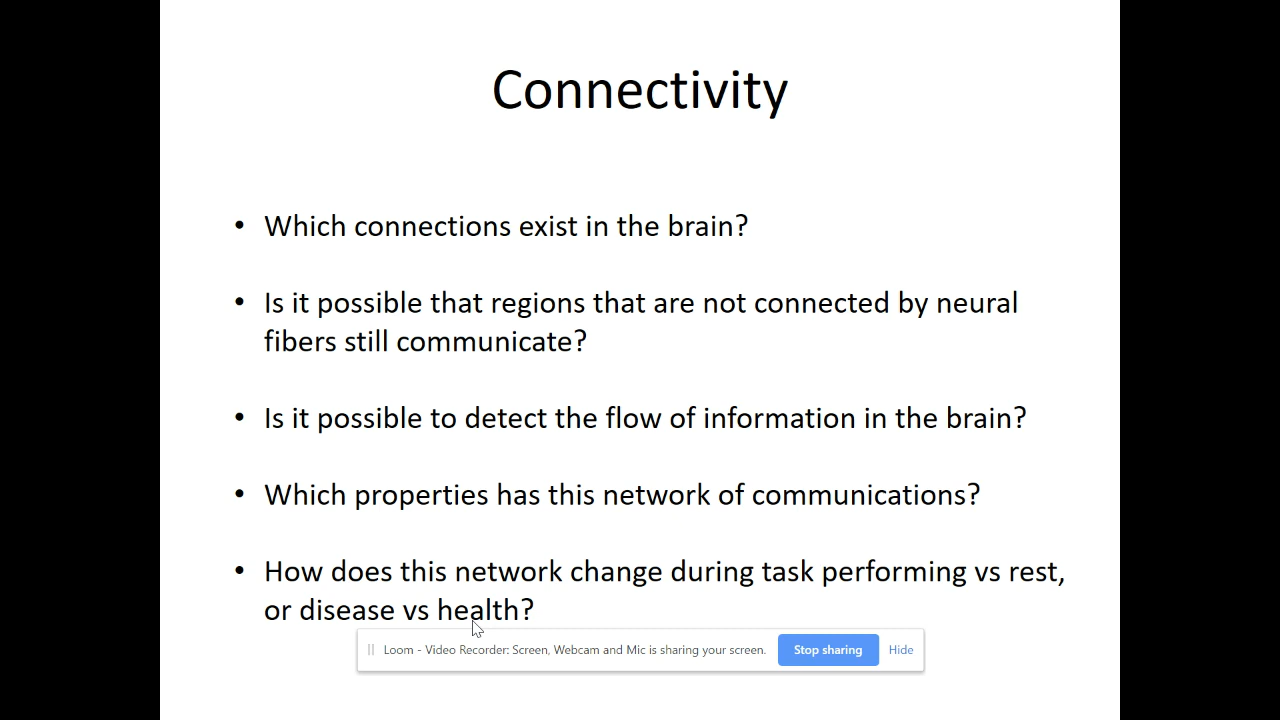 Connectivity
• Which connections exist in the brain?
• Is it possible that regions that are not connected by neural
fibers still communicate?
• Is it possible to detect the flow of information in the brain?
• Which properties has this network of communications?
• How does this network change during task performing vs rest,
or disease vs health?
Loom - Video Recorder: Screen, Webcam and Mic is sharing your screen. Stop sharing Hide